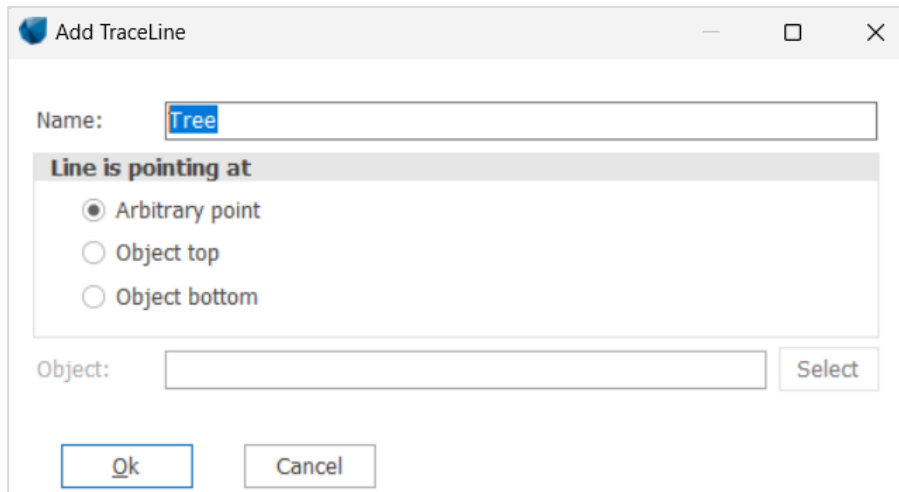 Add TraceLine
Name: Tree
Line is pointing at
Arbitrary point
Object top
Object bottom
Object: Select
Ok Cancel